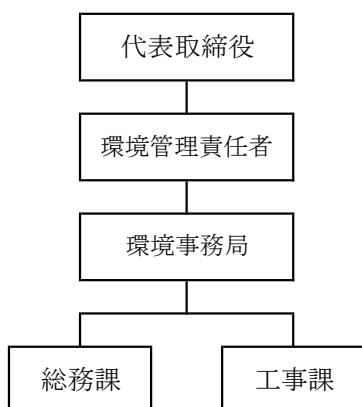 代表取締役
環境管理責任者
環境事務局
総務課
工事課